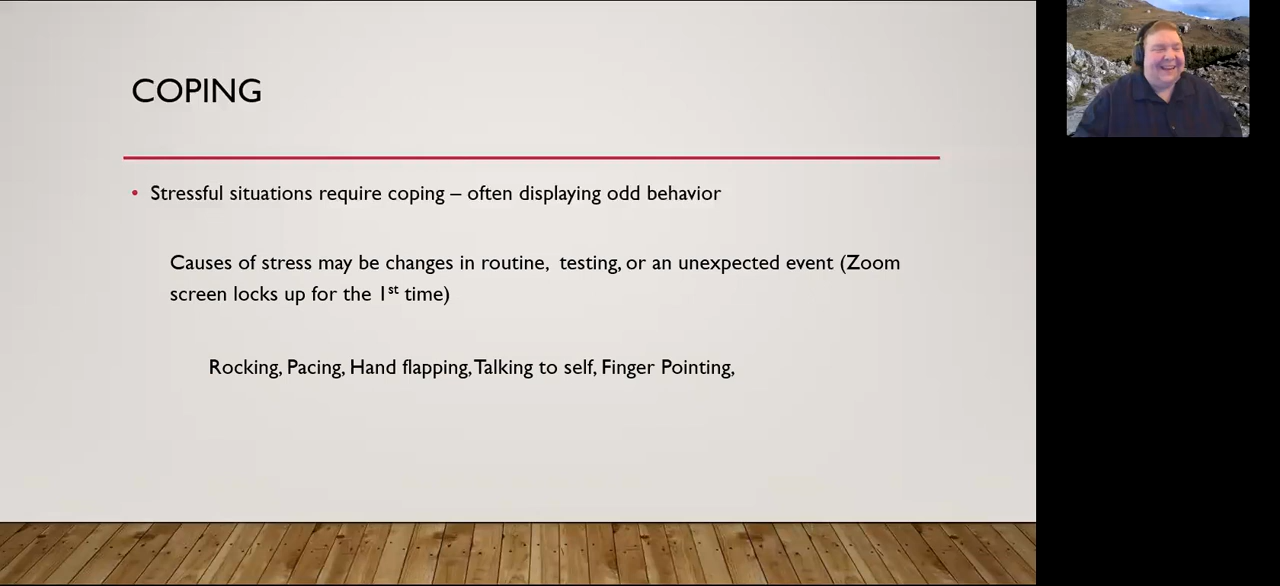 COPING
• Stressful situations require coping – often displaying odd behavior
Causes of stress may be changes in routine, testing, or an unexpected event (Zoom
screen locks up for the 1st time)
Rocking, Pacing, Hand flapping, Talking to self, Finger Pointing,